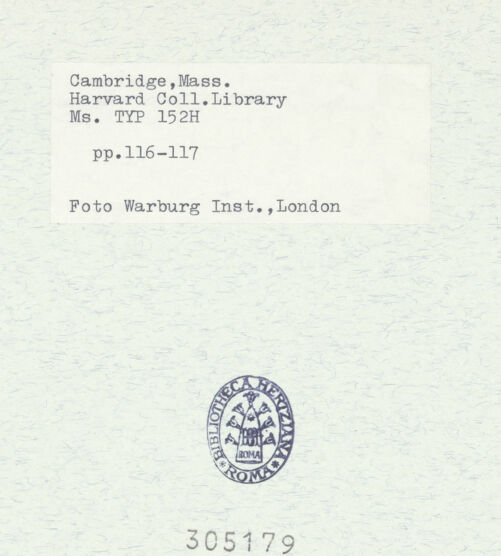 Cambridge,Mass.
Harvard Coll.Library
Ms. TYP 152H
pp.116-117
Foto Warburg Inst.,London
BIBLIOTHECA HERTZIANA
ROMA
ROMA
305179